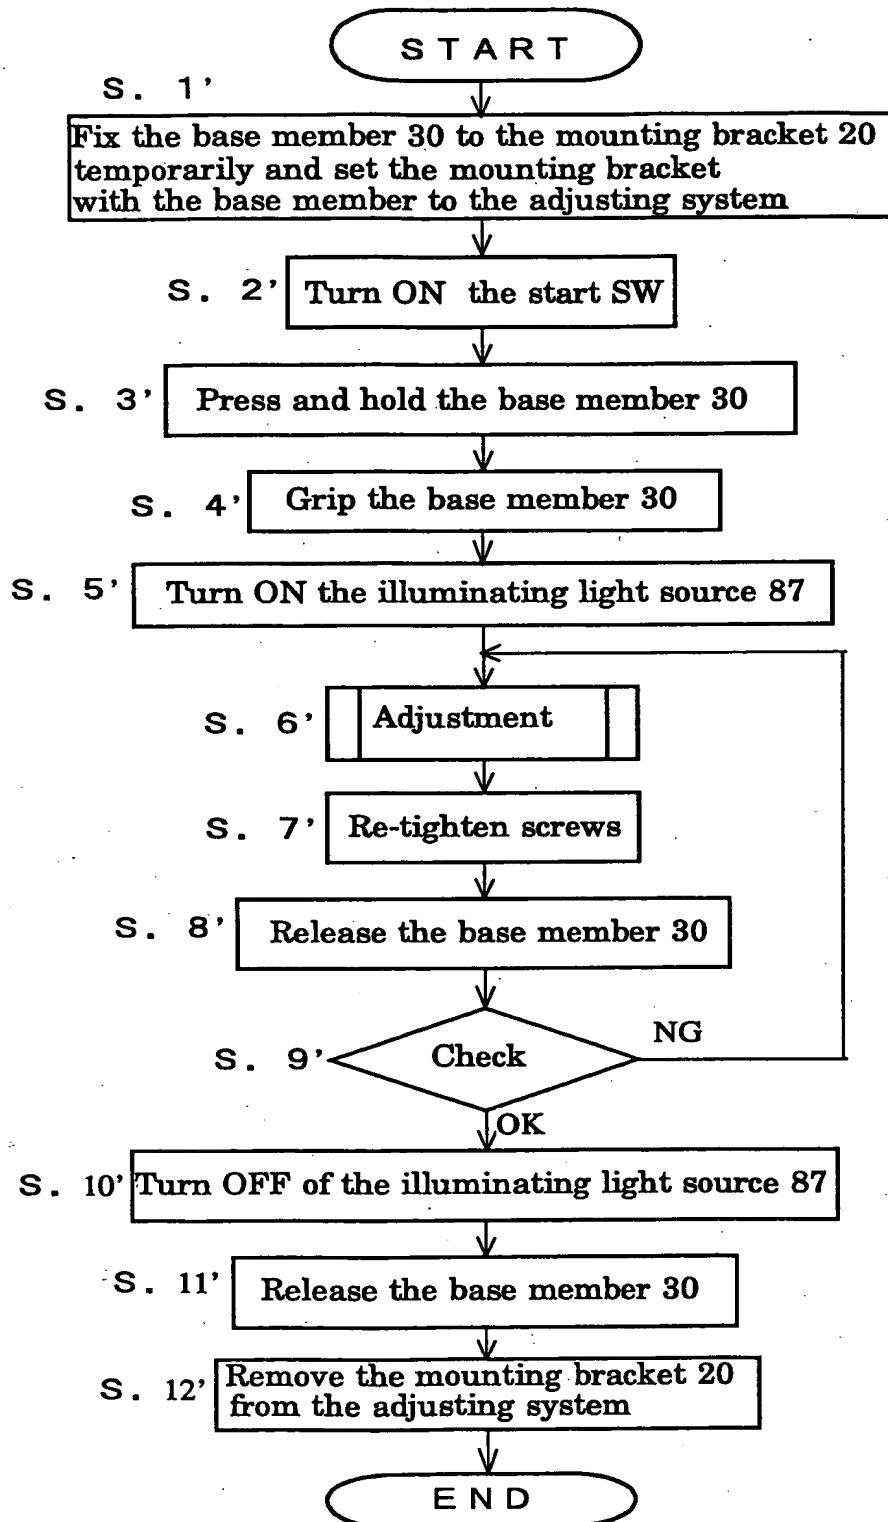 START
S. 1'
Fix the base member 30 to the mounting bracket 20
temporarily and set the mounting bracket
with the base member to the adjusting system
S. 2'
Turn ON the start SW
S. 3'
Press and hold the base member 30
S. 4'
Grip the base member 30
S. 5'
Turn ON the illuminating light source 87
S. 6'
Adjustment
S. 7'
Re-tighten screws
S. 8'
Release the base member 30
S. 9'
Check
NG
OK
S. 10'
Turn OFF of the illuminating light source 87
S. 11'
Release the base member 30
S. 12'
Remove the mounting bracket 20
from the adjusting system
END